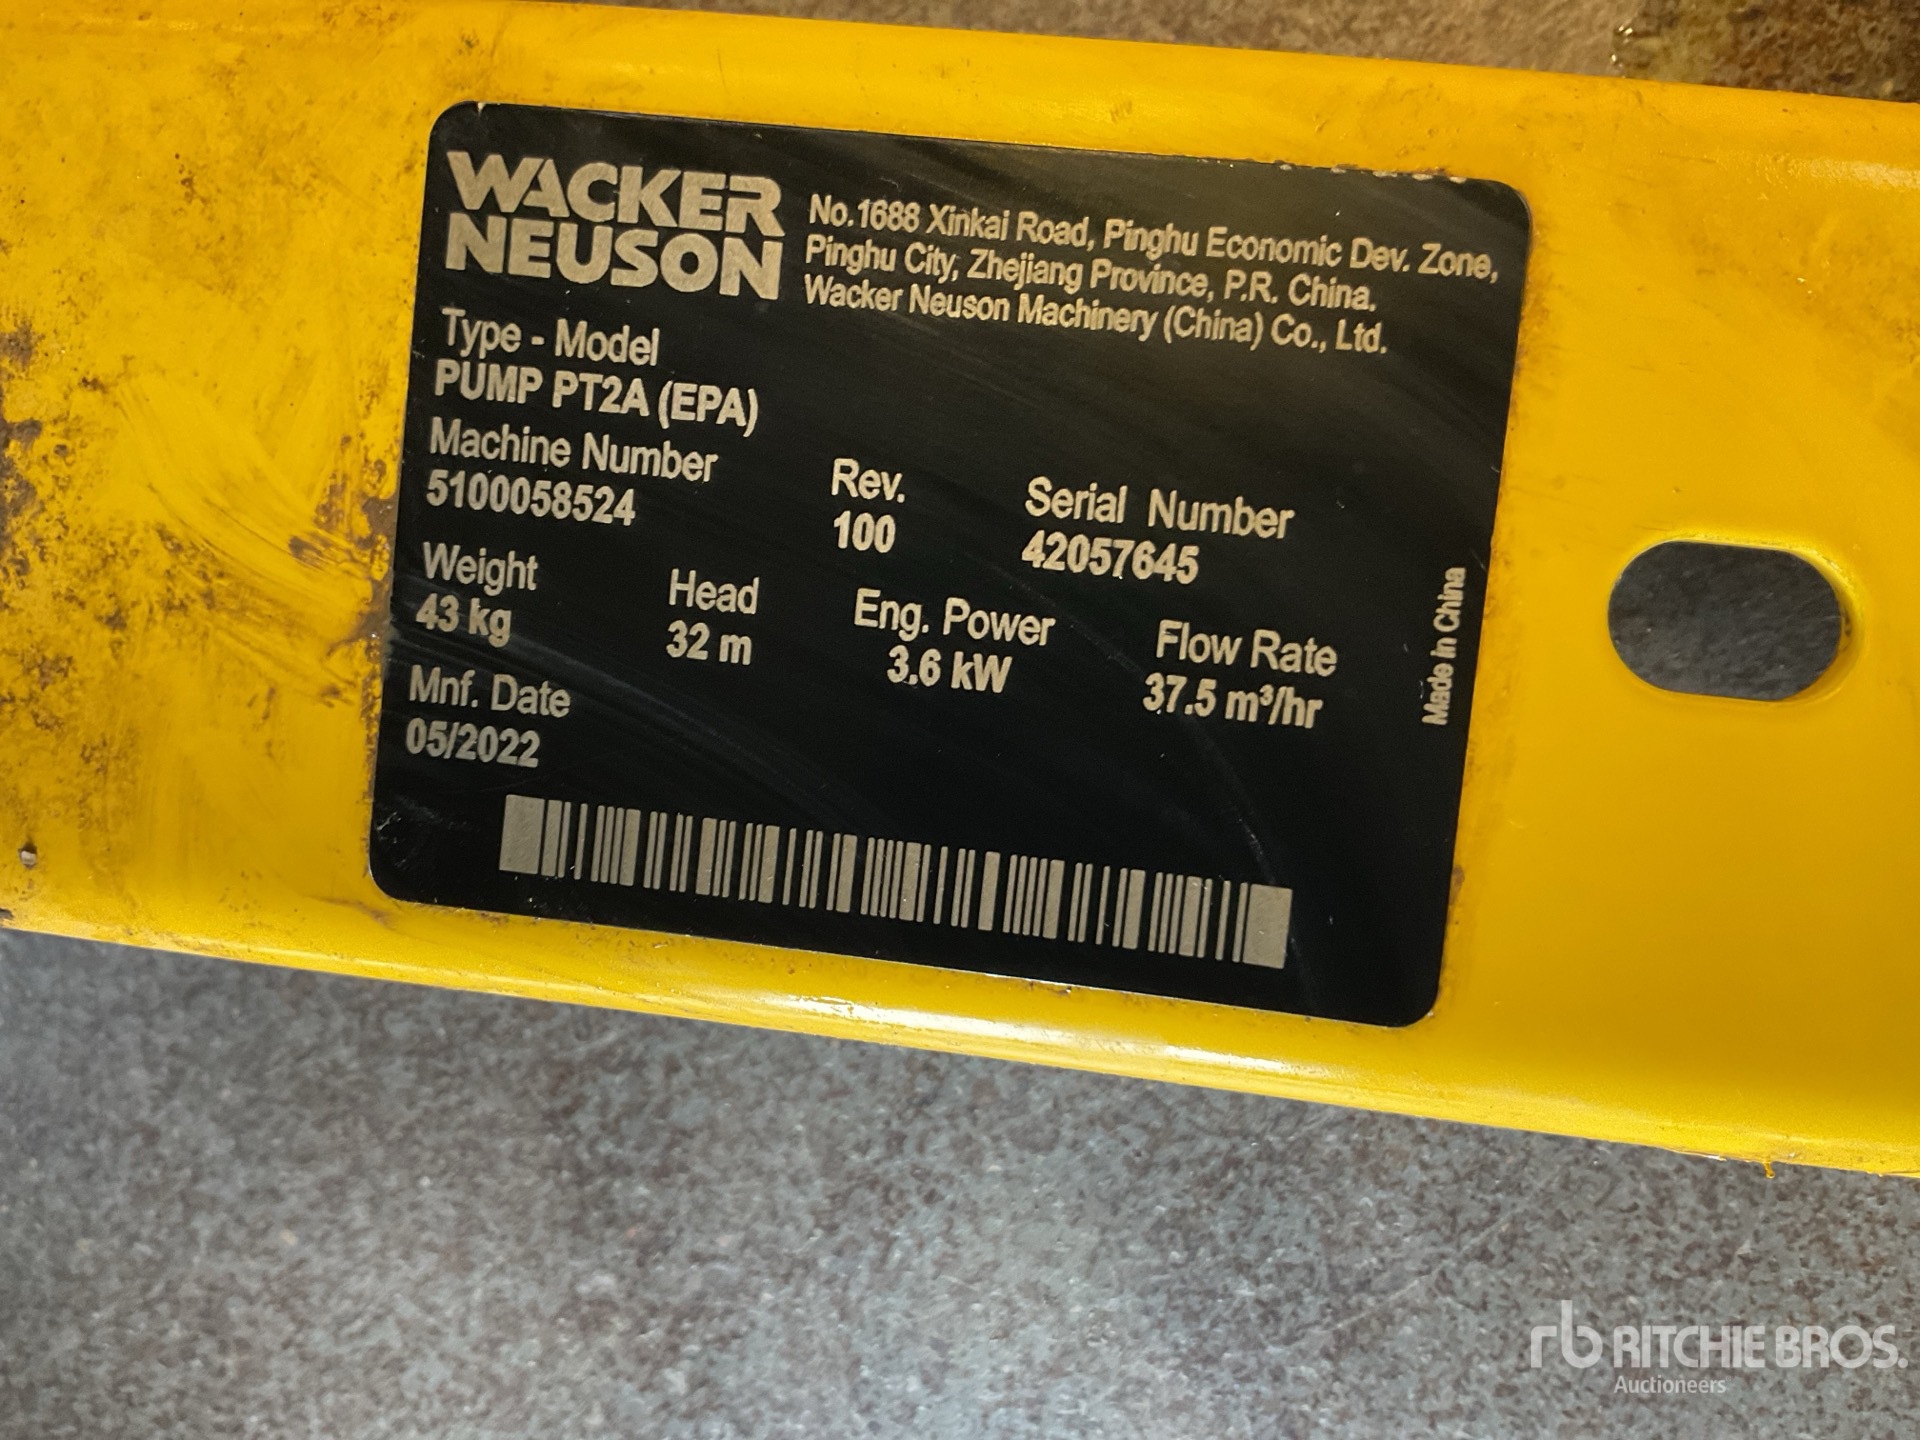 WACKER
NEUSON
No.1688 Xinkai Road, Pinghu Economic Dev. Zone,
Pinghu City, Zhejiang Province, P.R. China.
Wacker Neuson Machinery (China) Co., Ltd.
Type - Model
PUMP PT2A (EPA)
Machine Number
5100058524
Rev.
100
Serial Number
42057645
Weight
43 kg
Head
32 m
Eng. Power
3.6 kW
Flow Rate
37.5 m³/hr
Mnf. Date
05/2022
Made in China
rb RITCHIE BROS.
Auctioneers